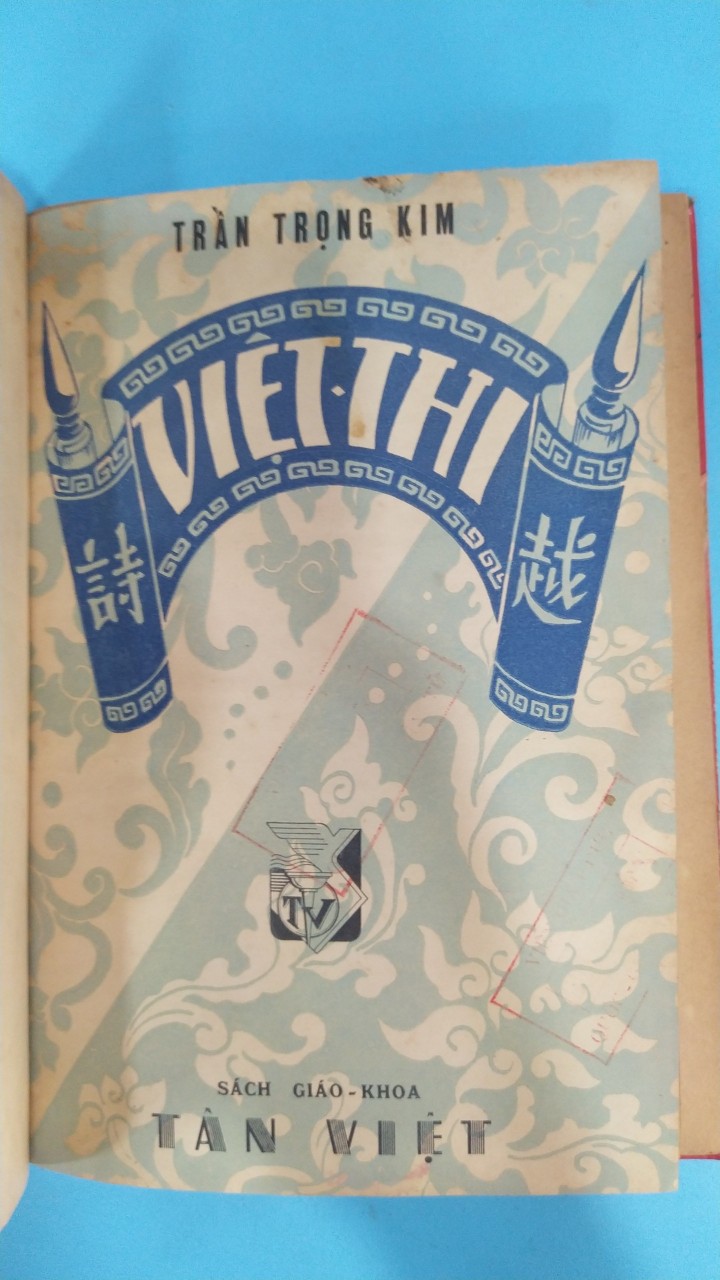 TRẦN TRỌNG KIM
VIỆT·THI
詩 越
TV
SÁCH GIÁO-KHOA
TÂN VIỆT